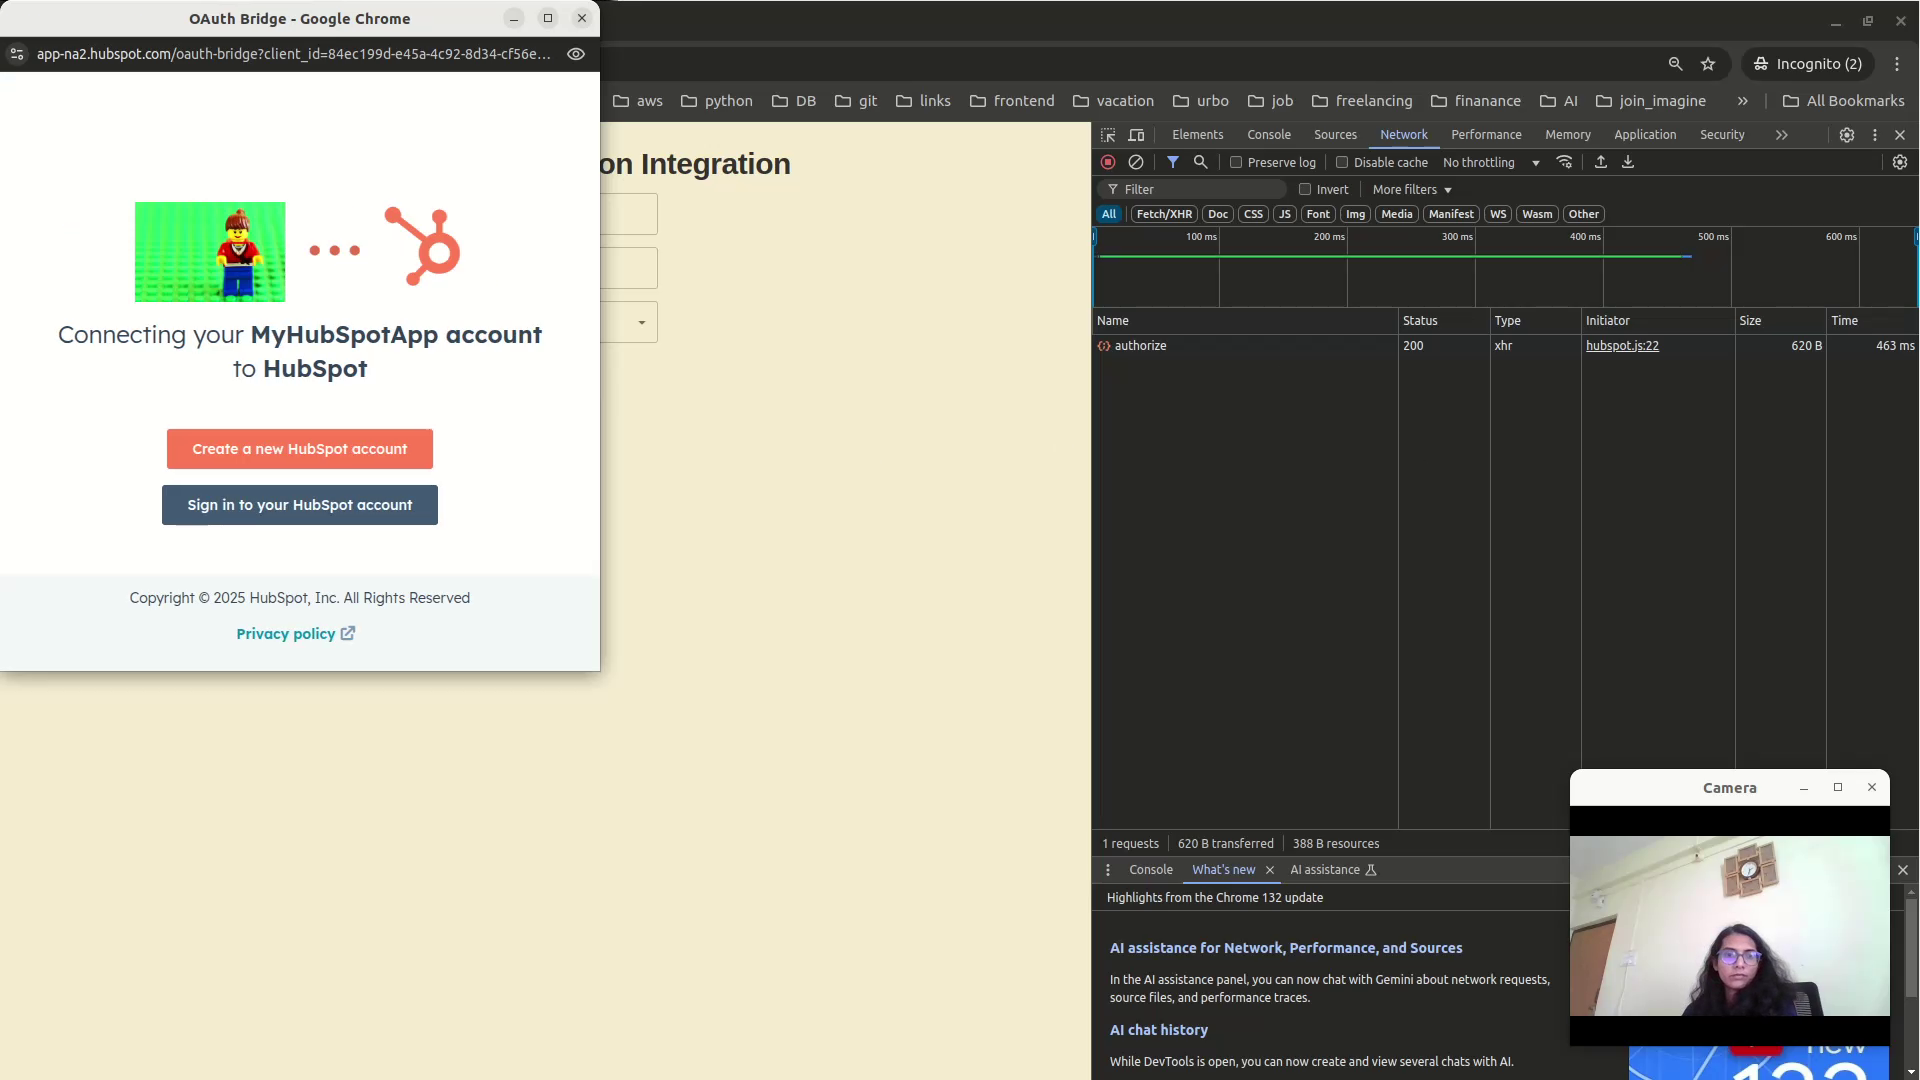 OAuth Bridge - Google Chrome
app-na2.hubspot.com/oauth-bridge?client_id=84ec199d-e45a-4c92-8d34-cf56e...
Connecting your MyHubSpotApp account
to HubSpot
Create a new HubSpot account
Sign in to your HubSpot account
Copyright © 2025 HubSpot, Inc. All Rights Reserved
Privacy policy
Incognito (2)
aws python DB git links frontend vacation urbo job freelancing finanance AI join_imagine » All Bookmarks
on Integration
Elements Console Sources Network Performance Memory Application Security
Preserve log Disable cache No throttling
Filter Invert More filters
All Fetch/XHR Doc CSS JS Font Img Media Manifest WS Wasm Other
100 ms 200 ms 300 ms 400 ms 500 ms 600 ms
Name Status Type Initiator Size Time
authorize 200 xhr hubspot.js:22 620 B 463 ms
1 requests 620 B transferred 388 B resources
Console What's new AI assistance
Highlights from the Chrome 132 update
AI assistance for Network, Performance, and Sources
In the AI assistance panel, you can now chat with Gemini about network requests,
source files, and performance traces.
AI chat history
While DevTools is open, you can now create and view several chats with AI.
Camera
new
132